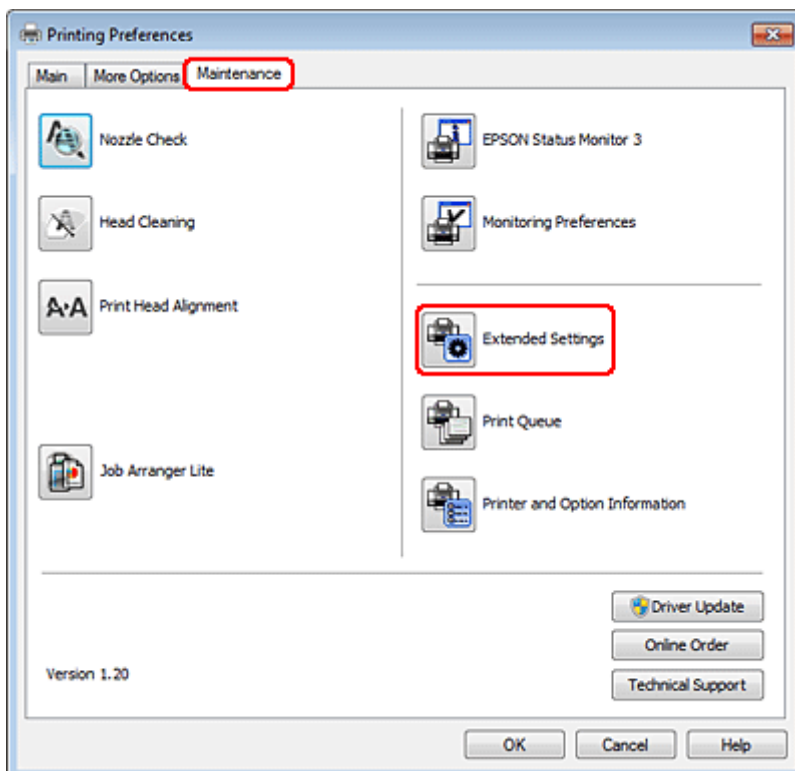 Printing Preferences
Main
More Options
Maintenance
Nozzle Check
Head Cleaning
A·A
Print Head Alignment
Job Arranger Lite
EPSON Status Monitor 3
Monitoring Preferences
Extended Settings
Print Queue
Printer and Option Information
Driver Update
Online Order
Technical Support
Version 1.20
OK
Cancel
Help